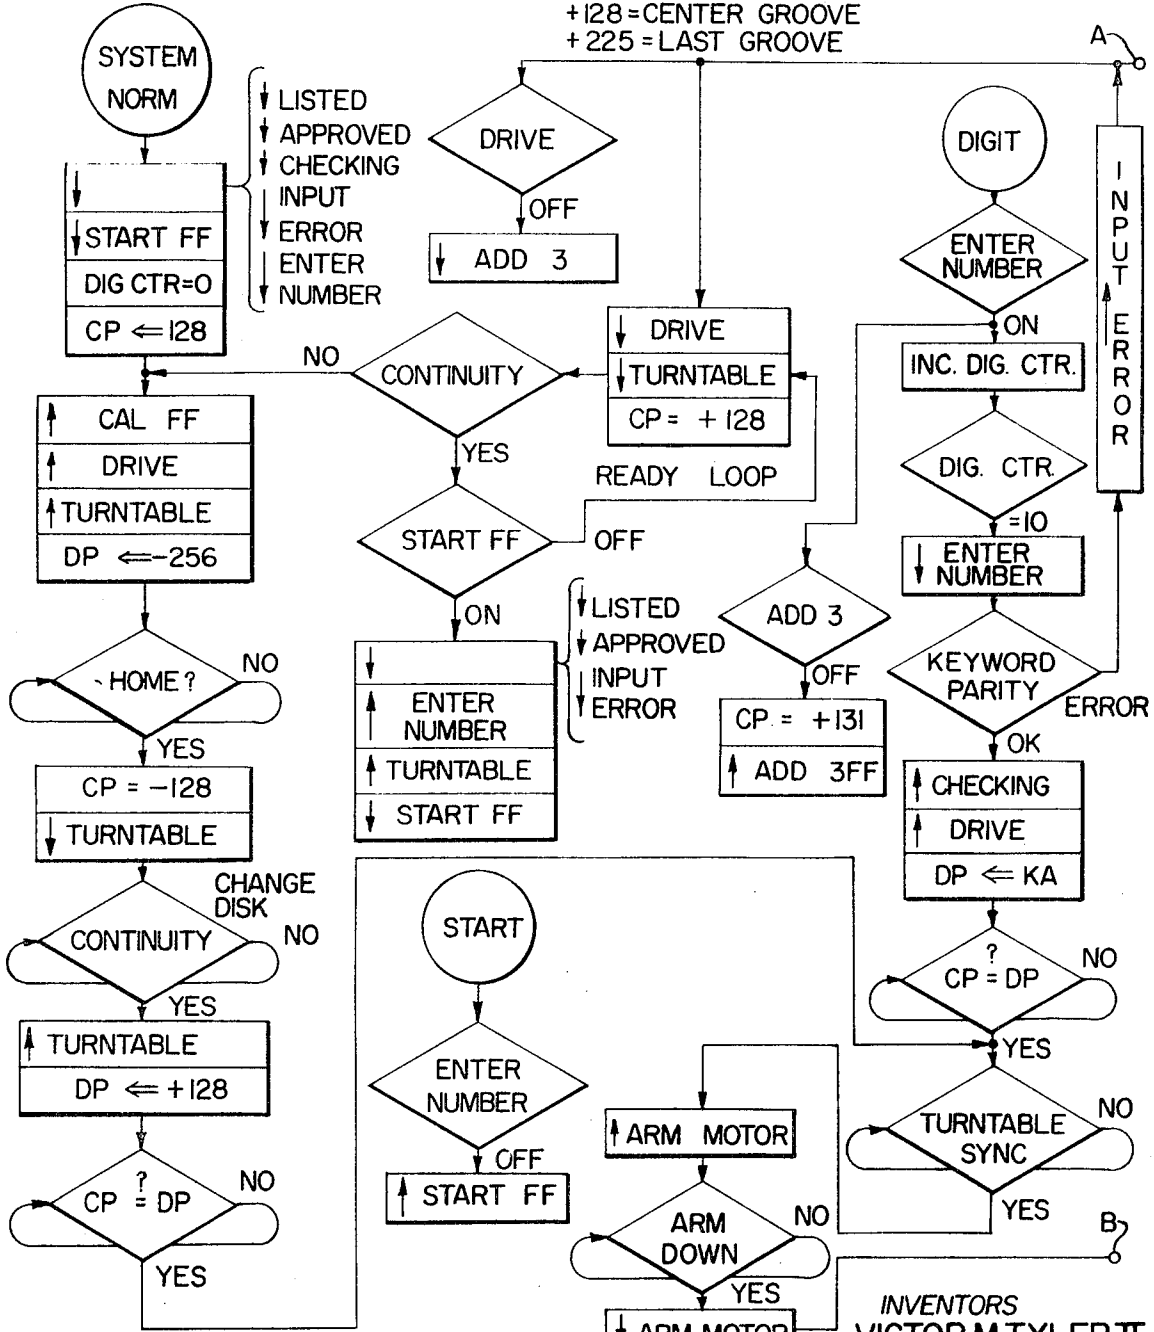 +128=CENTER GROOVE
+225=LAST GROOVE
A
SYSTEM
NORM
LISTED
APPROVED
CHECKING
INPUT
ERROR
ENTER
NUMBER
START FF
DIG CTR=0
CP ⇐ 128
CAL FF
DRIVE
TURNTABLE
DP ⇐ -256
HOME?
NO
YES
CP = -128
TURNTABLE
CHANGE
DISK
CONTINUITY
NO
YES
TURNTABLE
DP ⇐ +128
?
CP = DP
NO
YES
DRIVE
OFF
ADD 3
DRIVE
TURNTABLE
CP = + 128
CONTINUITY
NO
YES
READY LOOP
START FF
OFF
ON
LISTED
APPROVED
INPUT
ERROR
ENTER
NUMBER
TURNTABLE
START FF
START
ENTER
NUMBER
OFF
START FF
DIGIT
ENTER
NUMBER
ON
INC. DIG. CTR.
DIG. CTR.
=10
ENTER
NUMBER
KEYWORD
PARITY
ERROR
INPUT ERROR
OK
ADD 3
OFF
CP = +131
ADD 3FF
CHECKING
DRIVE
DP ⇐ KA
?
CP = DP
NO
YES
TURNTABLE
SYNC
NO
YES
ARM MOTOR
ARM
DOWN
NO
YES
ARM MOTOR
B
INVENTORS
VICTOR M. TYLER II